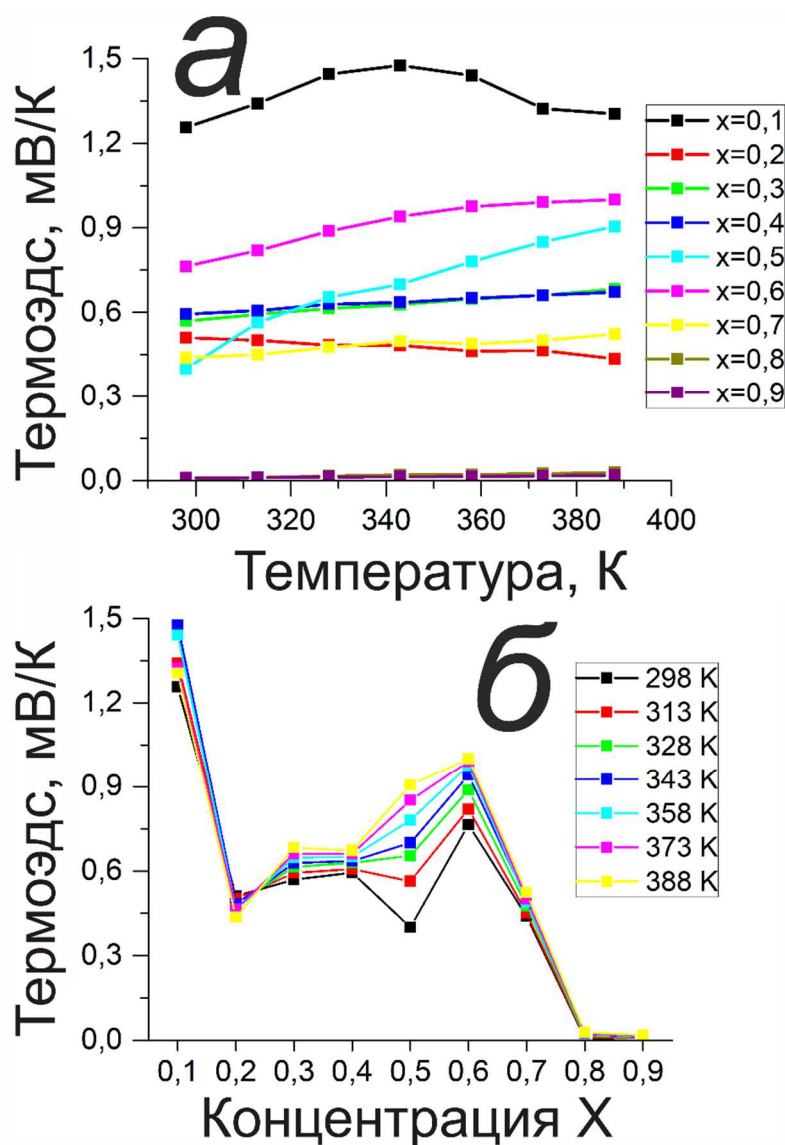 а
Термоэдс, мВ/К
1,5
1,2
0,9
0,6
0,3
0,0
300 320 340 360 380 400
Температура, К
x=0,1
x=0,2
x=0,3
x=0,4
x=0,5
x=0,6
x=0,7
x=0,8
x=0,9
б
Термоэдс, мВ/К
1,5
1,2
0,9
0,6
0,3
0,0
0,1 0,2 0,3 0,4 0,5 0,6 0,7 0,8 0,9
Концентрация X
298 K
313 K
328 K
343 K
358 K
373 K
388 K